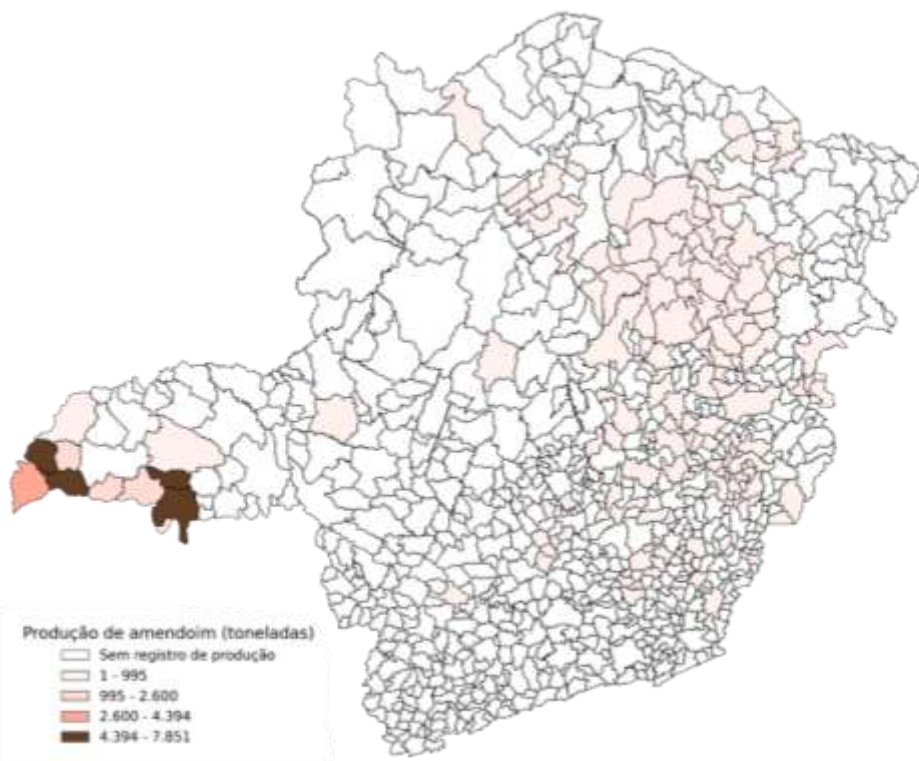 Produção de amendoim (toneladas)
Sem registro de produção
1 - 995
995 - 2.600
2.600 - 4.394
4.394 - 7.851